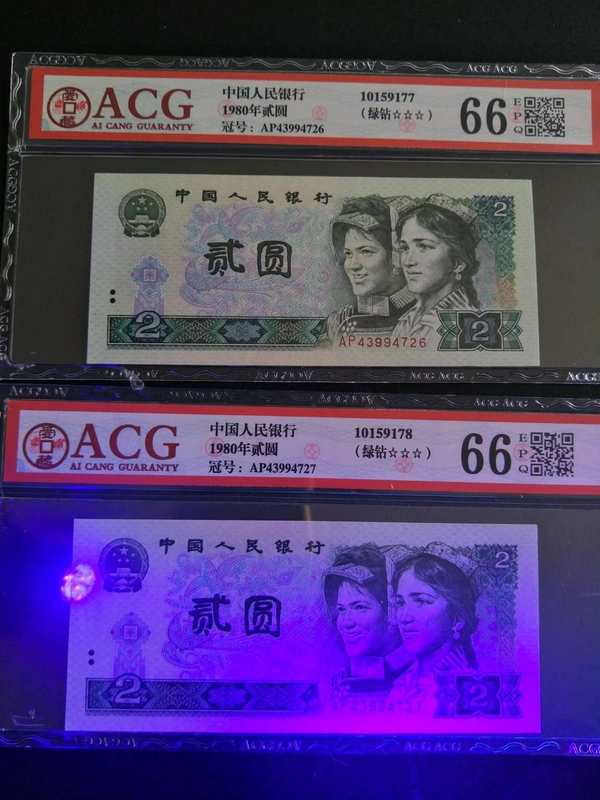 ACG
AI CANG GUARANTY
中国人民银行
1980年贰圆
冠号: AP43994726
10159177
(绿钻☆☆☆)
66
EPQ
中国人民银行
2
贰圆
2
AP43994726
2
ACG
AI CANG GUARANTY
中国人民银行
1980年贰圆
冠号: AP43994727
10159178
(绿钻☆☆☆)
66
EPQ
中国人民银行
2
贰圆
2
AP43994727
2
ACG ACG